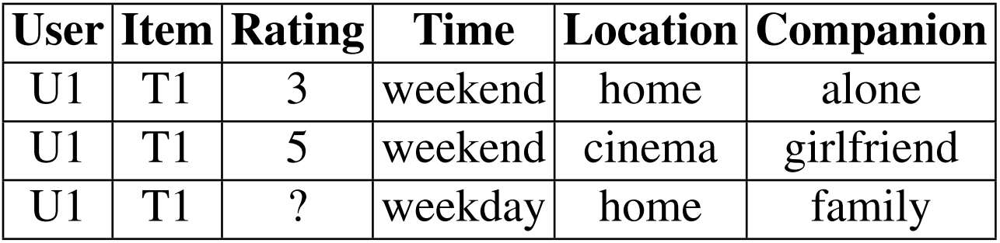 User Item Rating Time Location Companion
U1 T1 3 weekend home alone
U1 T1 5 weekend cinema girlfriend
U1 T1 ? weekday home family